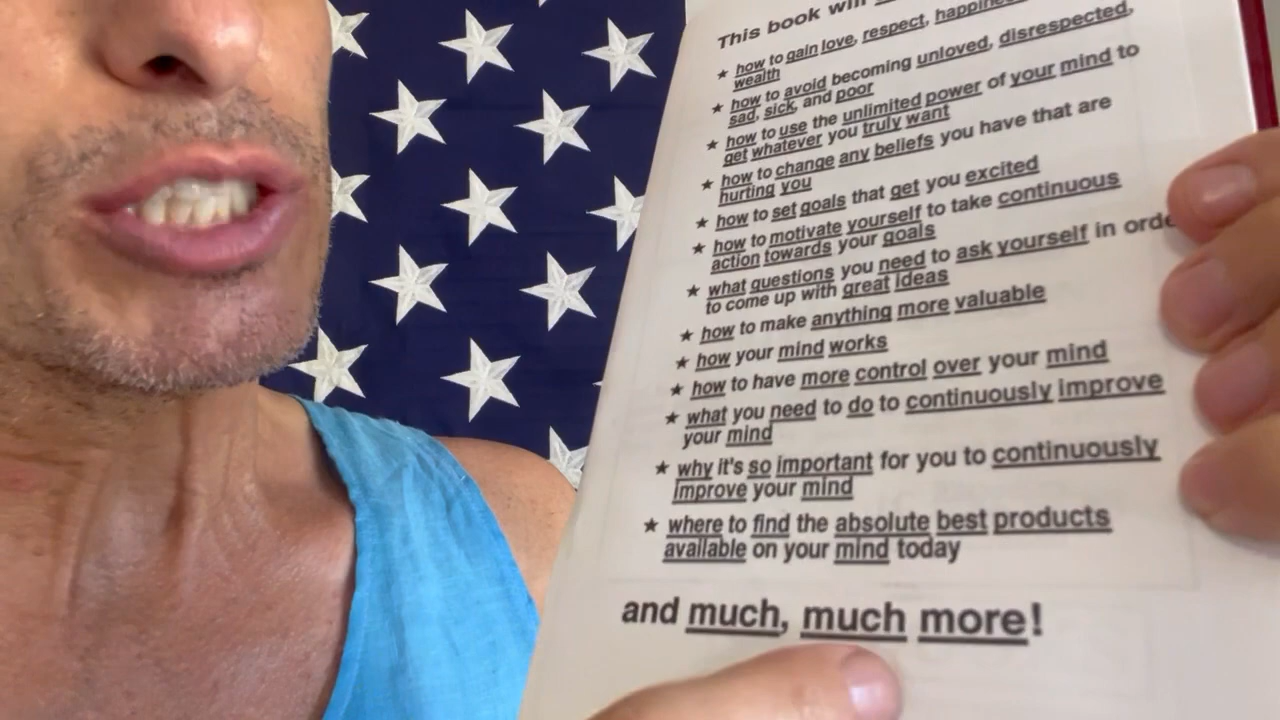 This book will
★ how to gain love, respect,
wealth
★ how to avoid becoming unloved, disrespected,
sad, sick, and poor
★ how to use the unlimited power of your mind to
get whatever you truly want
★ how to change any beliefs you have that are
hurting you
★ how to set goals that get you excited
★ how to motivate yourself to take continuous
action towards your goals
★ what questions you need to ask yourself in orde
to come up with great ideas
★ how to make anything more valuable
★ how your mind works
★ how to have more control over your mind
★ what you need to do to continuously improve
your mind
★ why it's so important for you to continuously
improve your mind
★ where to find the absolute best products
available on your mind today
and much, much more!